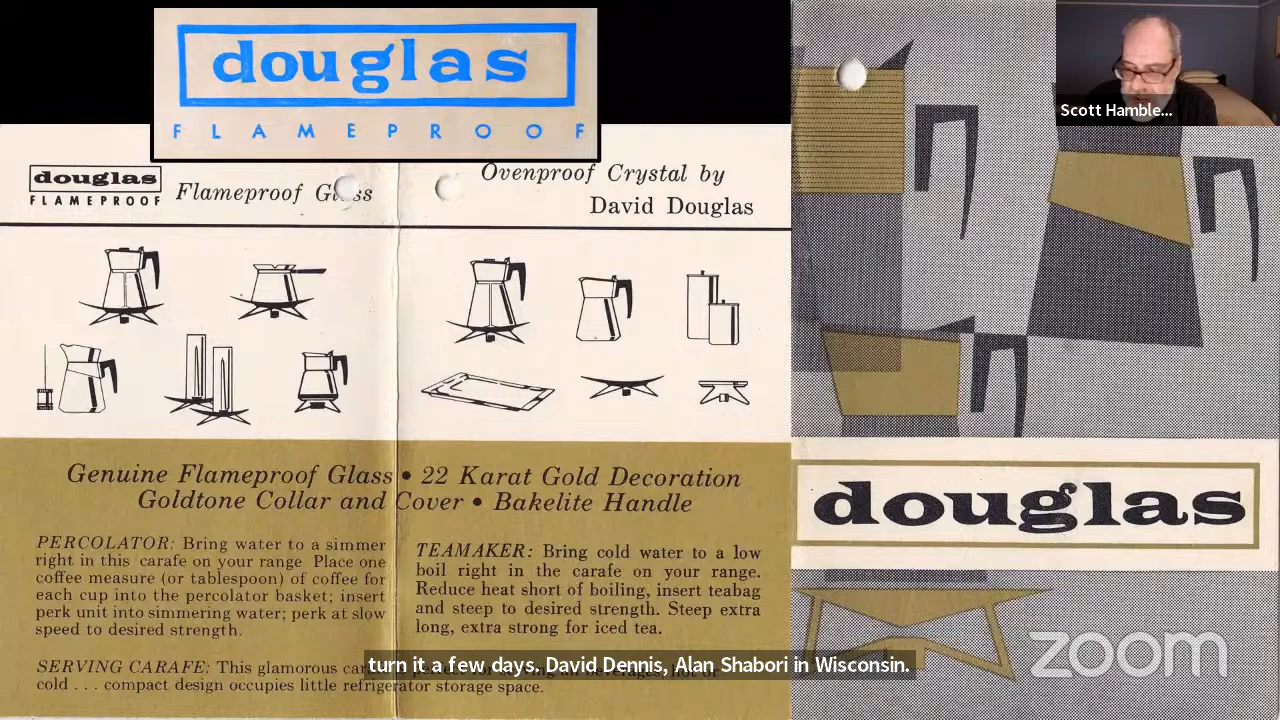 douglas
FLAMEPROOF
Scott Hamble...
douglas
FLAMEPROOF
Flameproof Glass
Ovenproof Crystal by
David Douglas
Genuine Flameproof Glass • 22 Karat Gold Decoration
Goldtone Collar and Cover • Bakelite Handle
PERCOLATOR: Bring water to a simmer
right in this carafe on your range. Place one
coffee measure (or tablespoon) of coffee for
each cup into the percolator basket; insert
perk unit into simmering water; perk at slow
speed to desired strength.
TEAMAKER: Bring cold water to a low
boil right in the carafe on your range.
Reduce heat short of boiling, insert teabag
and steep to desired strength. Steep extra
long, extra strong for iced tea.
SERVING CARAFE: This glamorous
cold . . . compact design occupies little refrigerator storage space.
douglas
zoom
turn it a few days. David Dennis, Alan Shabori in Wisconsin.